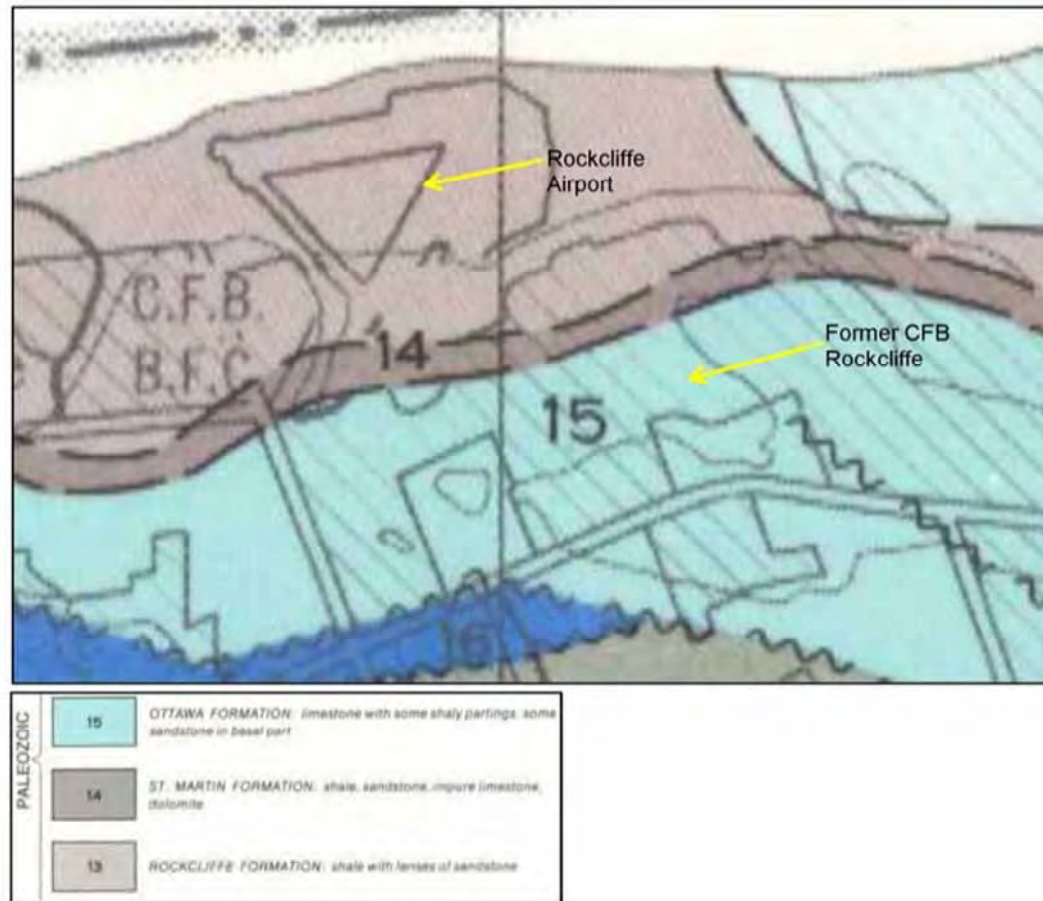 Rockcliffe
Airport
C.F.B.
B.F.C.
14
Former CFB
Rockcliffe
15
16
PALEOZOIC
15
OTTAWA FORMATION: limestone with some shaly partings, some
sandstone in basal part
14
ST. MARTIN FORMATION: shale, sandstone, impure limestone,
dolomite
13
ROCKCLIFFE FORMATION: shale with lenses of sandstone